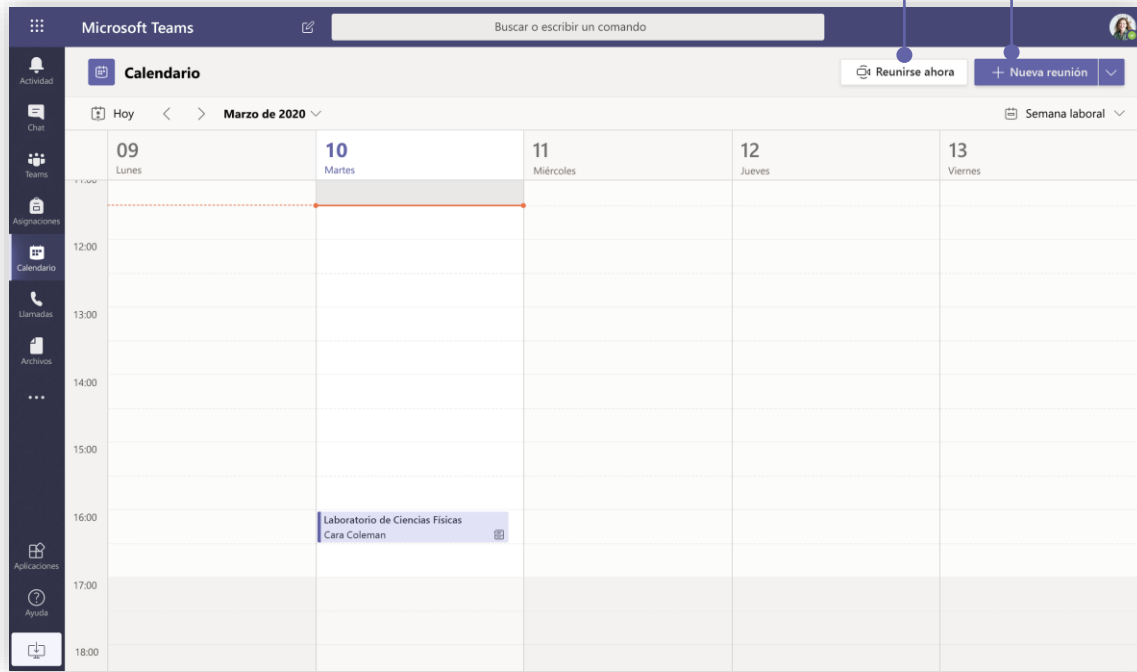 Microsoft Teams
Buscar o escribir un comando
Actividad
Chat
Teams
Asignaciones
Calendario
Llamadas
Archivos
Aplicaciones
Ayuda
Calendario
Reunirse ahora
Nueva reunión
Hoy
Marzo de 2020
Semana laboral
09
Lunes
10
Martes
11
Miércoles
12
Jueves
13
Viernes
11:00
12:00
13:00
14:00
15:00
16:00
Laboratorio de Ciencias Físicas
Cara Coleman
17:00
18:00